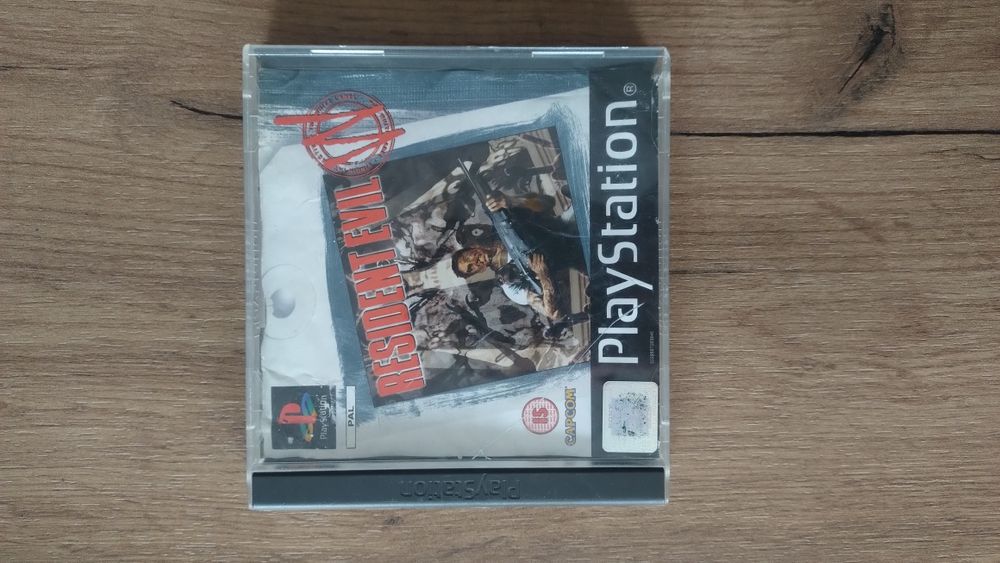 PlayStation®
RESIDENT EVIL
PlayStation
PAL
15
CAPCOM
PlayStation